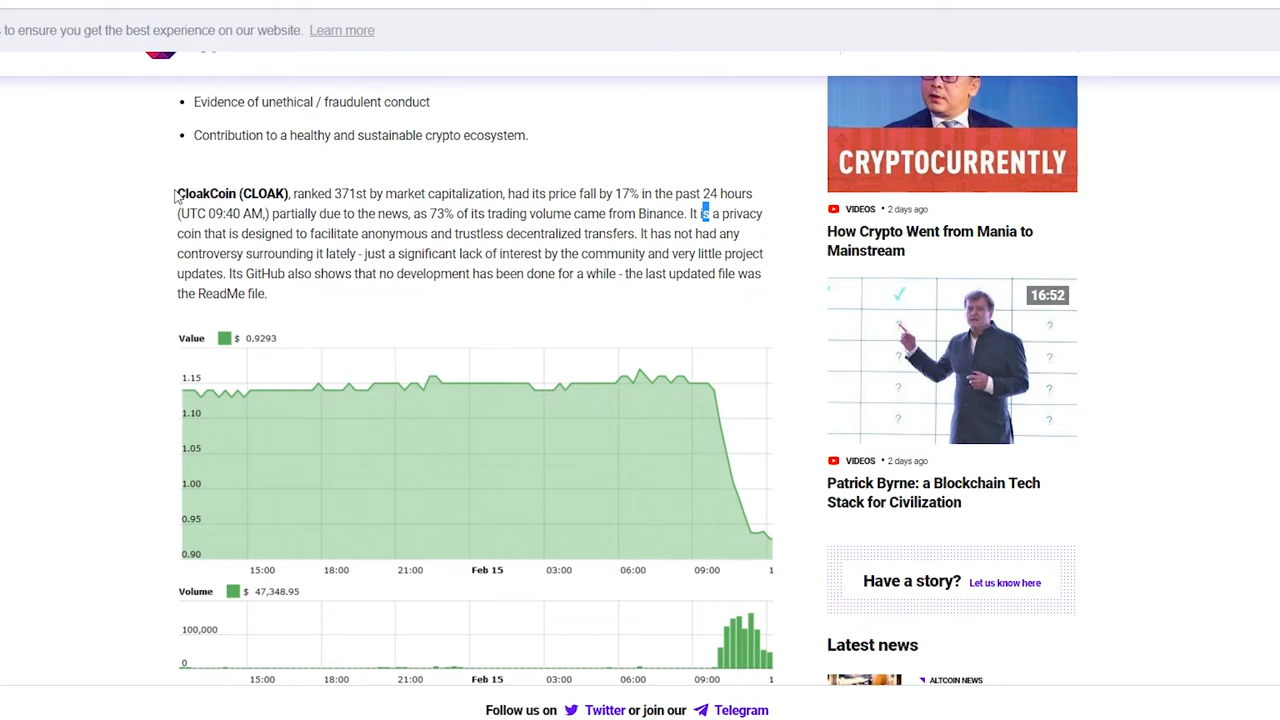 s to ensure you get the best experience on our website. Learn more
• Evidence of unethical / fraudulent conduct
• Contribution to a healthy and sustainable crypto ecosystem.
CloakCoin (CLOAK), ranked 371st by market capitalization, had its price fall by 17% in the past 24 hours
(UTC 09:40 AM,) partially due to the news, as 73% of its trading volume came from Binance. It is a privacy
coin that is designed to facilitate anonymous and trustless decentralized transfers. It has not had any
controversy surrounding it lately - just a significant lack of interest by the community and very little project
updates. Its GitHub also shows that no development has been done for a while - the last updated file was
the ReadMe file.
Value $ 0.9293
1.15
1.10
1.05
1.00
0.95
0.90
15:00 18:00 21:00 Feb 15 03:00 06:00 09:00 1
Volume $ 47,348.95
100,000
0
15:00 18:00 21:00 Feb 15 03:00 06:00 09:00 1
CRYPTOCURRENTLY
VIDEOS • 2 days ago
How Crypto Went from Mania to
Mainstream
16:52
✓
? ? ? ? ? ? ?
VIDEOS • 2 days ago
Patrick Byrne: a Blockchain Tech
Stack for Civilization
Have a story? Let us know here
Latest news
ALTCOIN NEWS
Follow us on Twitter or join our Telegram